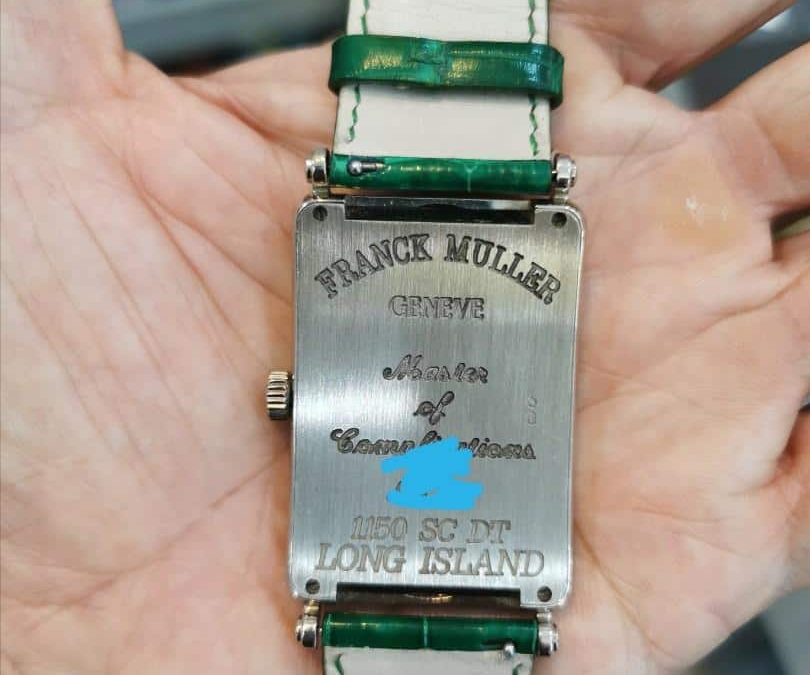 FRANCK MULLER
GENEVE
Master
of
1150 SC DT
LONG ISLAND